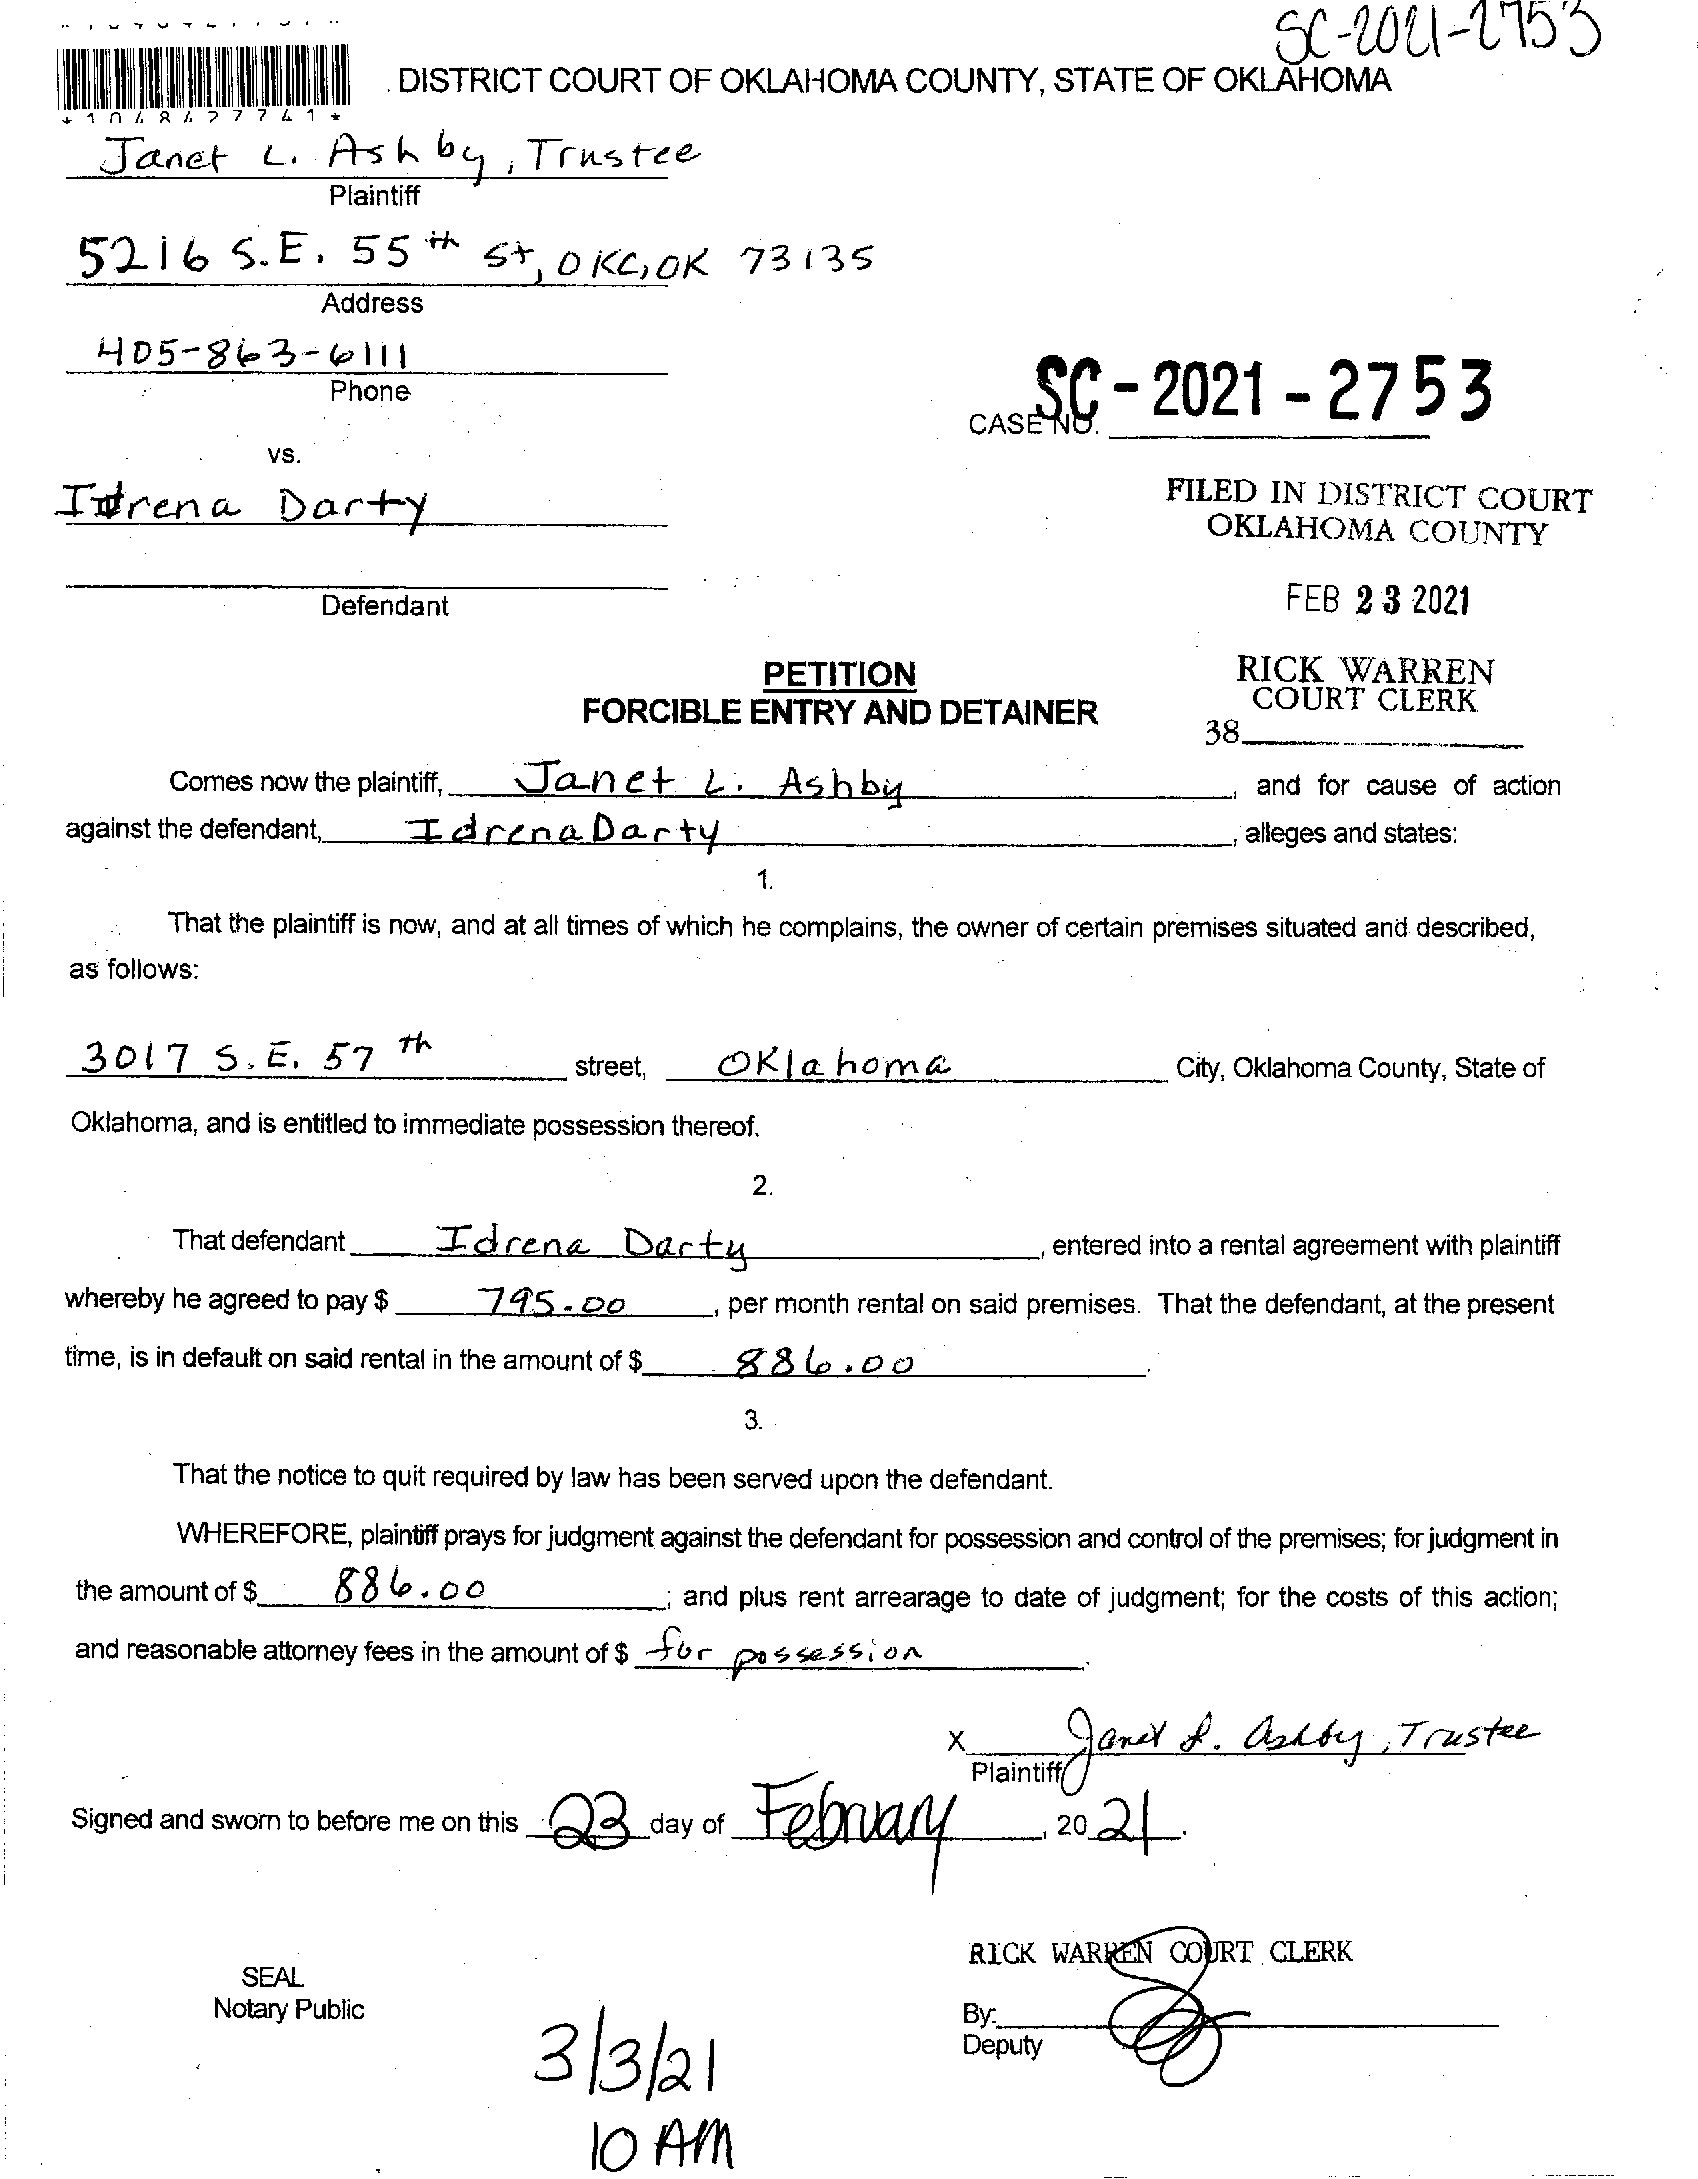 SC-2021-2753
DISTRICT COURT OF OKLAHOMA COUNTY, STATE OF OKLAHOMA
*1048427741*
Janet L. Ashby, Trustee
Plaintiff
5216 S.E. 55th St, OKC, OK 73135
Address
405-863-6111
Phone
CASE NO. SC-2021-2753
vs.
Idrena Darty
FILED IN DISTRICT COURT
OKLAHOMA COUNTY
Defendant
FEB 23 2021
PETITION
FORCIBLE ENTRY AND DETAINER
RICK WARREN
COURT CLERK
38
Comes now the plaintiff, Janet L. Ashby, and for cause of action
against the defendant, Idrena Darty, alleges and states:
1.
That the plaintiff is now, and at all times of which he complains, the owner of certain premises situated and described,
as follows:
3017 S.E. 57th street, Oklahoma City, Oklahoma County, State of
Oklahoma, and is entitled to immediate possession thereof.
2.
That defendant Idrena Darty, entered into a rental agreement with plaintiff
whereby he agreed to pay $ 795.00, per month rental on said premises. That the defendant, at the present
time, is in default on said rental in the amount of $ 886.00.
3.
That the notice to quit required by law has been served upon the defendant.
WHEREFORE, plaintiff prays for judgment against the defendant for possession and control of the premises; for judgment in
the amount of $ 886.00; and plus rent arrearage to date of judgment; for the costs of this action;
and reasonable attorney fees in the amount of $ for possession.
X Janet L. Ashby, Trustee
Plaintiff
Signed and sworn to before me on this 23 day of February, 2021.
RICK WARREN COURT CLERK
SEAL
Notary Public
By:
Deputy
3/3/21
10 AM